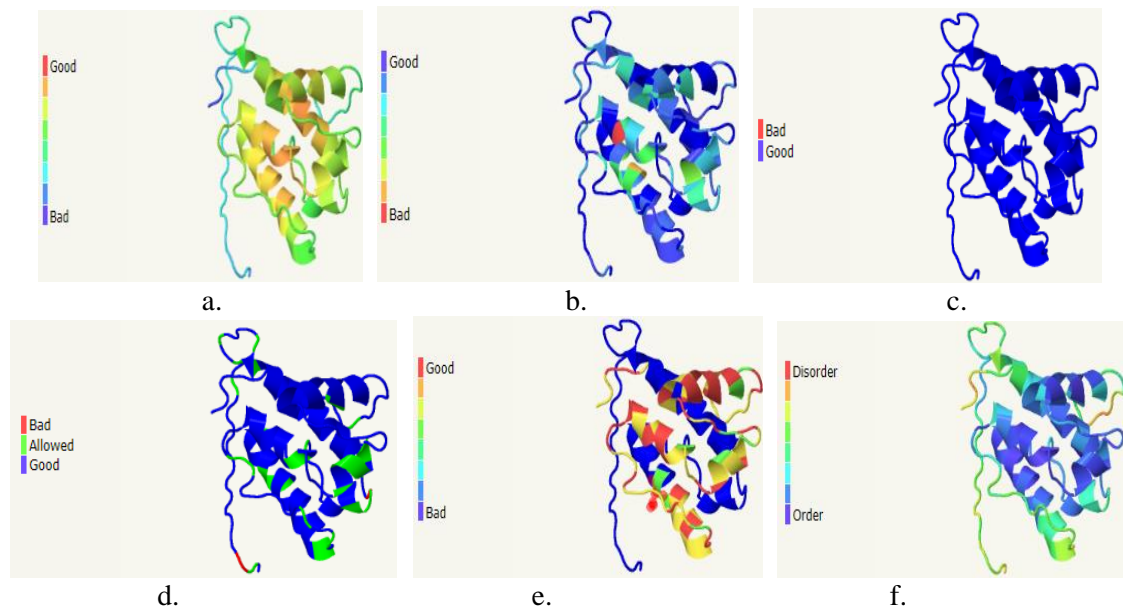 Good
Bad
a.
Good
Bad
b.
Bad
Good
c.
Bad
Allowed
Good
d.
Good
Bad
e.
Disorder
Order
f.